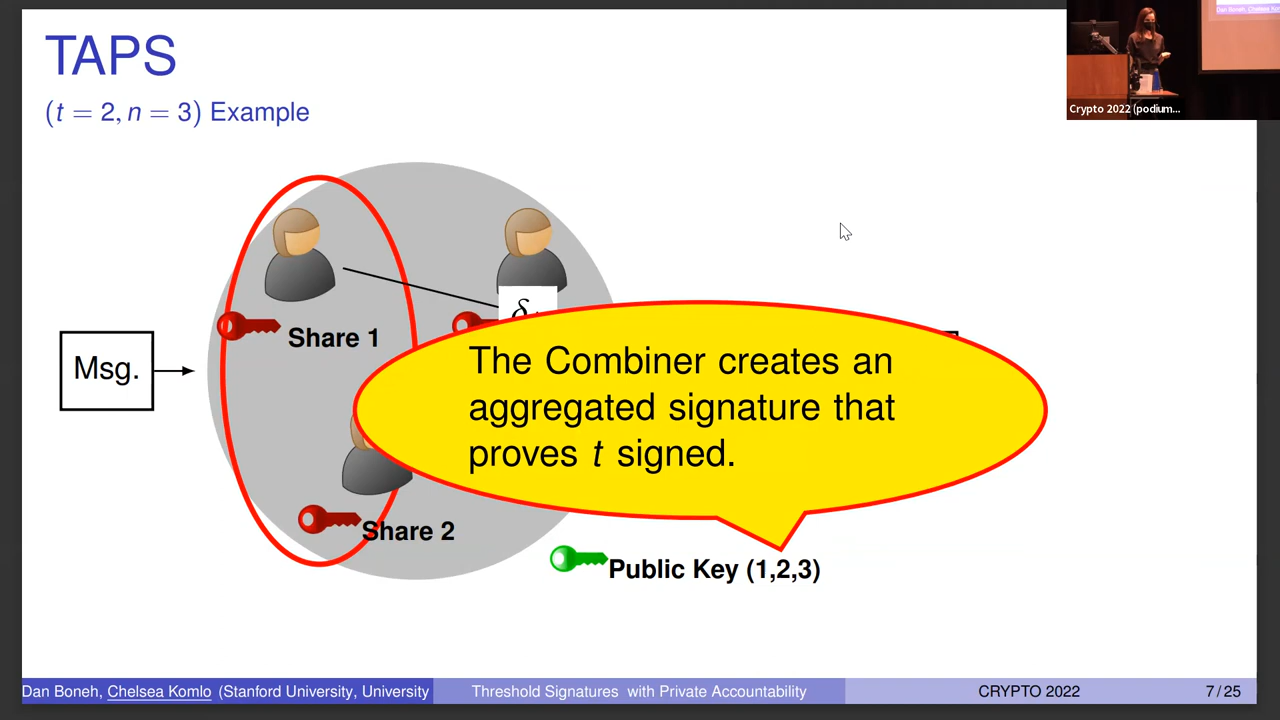 TAPS
(t = 2, n = 3) Example
Crypto 2022 (podium...
Share 1
Msg.
The Combiner creates an
aggregated signature that
proves t signed.
Share 2
Public Key (1,2,3)
Dan Boneh, Chelsea Komlo (Stanford University, University
Threshold Signatures with Private Accountability
CRYPTO 2022
7 / 25